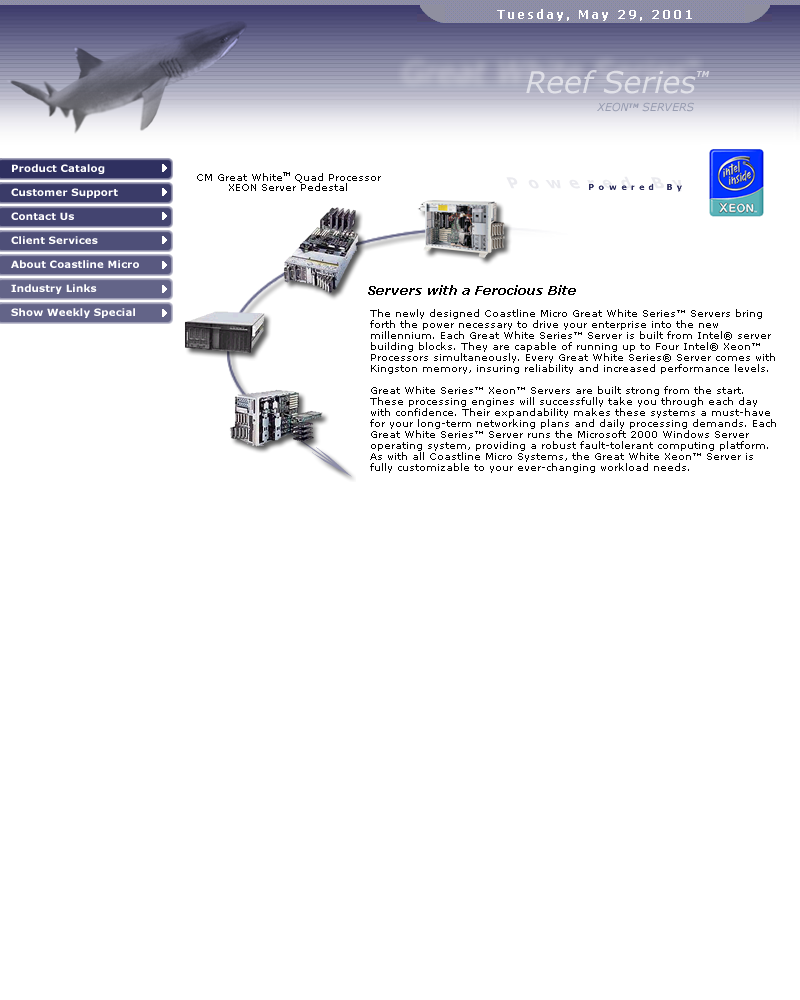 Tuesday, May 29, 2001
Great White Series™
Reef Series™
XEON™ SERVERS
Product Catalog
Customer Support
Contact Us
Client Services
About Coastline Micro
Industry Links
Show Weekly Special
CM Great White™ Quad Processor
XEON Server Pedestal
Powered By
Powered By
intel
inside
XEON™
Servers with a Ferocious Bite
The newly designed Coastline Micro Great White Series™ Servers bring
forth the power necessary to drive your enterprise into the new
millennium. Each Great White Series™ Server is built from Intel® server
building blocks. They are capable of running up to Four Intel® Xeon™
Processors simultaneously. Every Great White Series® Server comes with
Kingston memory, insuring reliability and increased performance levels.
Great White Series™ Xeon™ Servers are built strong from the start.
These processing engines will successfully take you through each day
with confidence. Their expandability makes these systems a must-have
for your long-term networking plans and daily processing demands. Each
Great White Series™ Server runs the Microsoft 2000 Windows Server
operating system, providing a robust fault-tolerant computing platform.
As with all Coastline Micro Systems, the Great White Xeon™ Server is
fully customizable to your ever-changing workload needs.